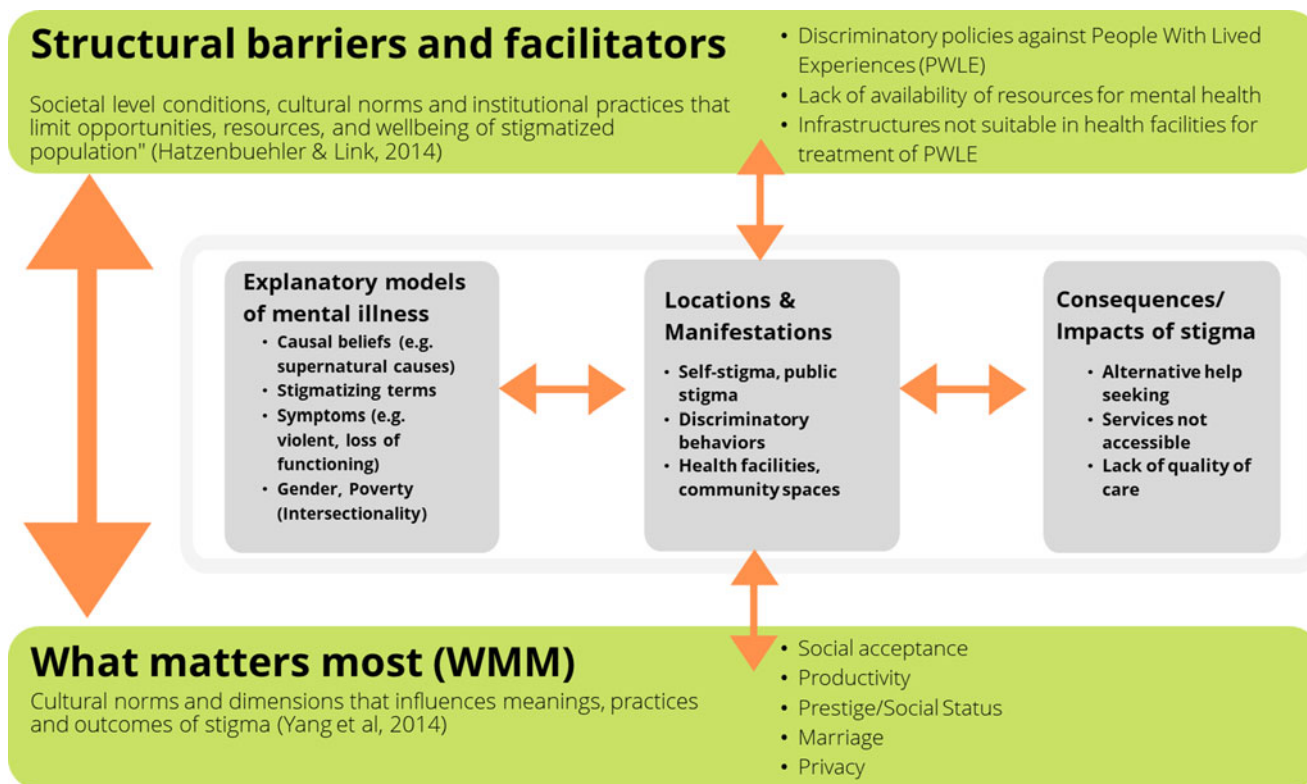 Structural barriers and facilitators
Societal level conditions, cultural norms and institutional practices that
limit opportunities, resources, and wellbeing of stigmatized
population" (Hatzenbuehler & Link, 2014)
• Discriminatory policies against People With Lived
Experiences (PWLE)
• Lack of availability of resources for mental health
• Infrastructures not suitable in health facilities for
treatment of PWLE
Explanatory models
of mental illness
• Causal beliefs (e.g.
supernatural causes)
• Stigmatizing terms
• Symptoms (e.g.
violent, loss of
functioning)
• Gender, Poverty
(Intersectionality)
Locations &
Manifestations
• Self-stigma, public
stigma
• Discriminatory
behaviors
• Health facilities,
community spaces
Consequences/
Impacts of stigma
• Alternative help
seeking
• Services not
accessible
• Lack of quality of
care
What matters most (WMM)
Cultural norms and dimensions that influences meanings, practices
and outcomes of stigma (Yang et al, 2014)
• Social acceptance
• Productivity
• Prestige/Social Status
• Marriage
• Privacy